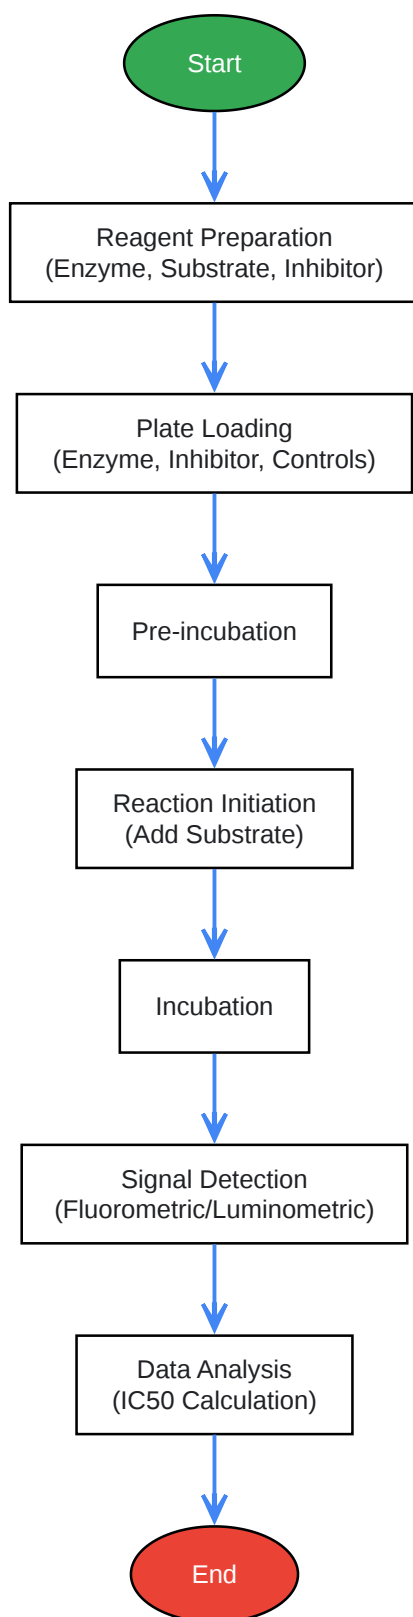 Start
Reagent Preparation
(Enzyme, Substrate, Inhibitor)
Plate Loading
(Enzyme, Inhibitor, Controls)
Pre-incubation
Reaction Initiation
(Add Substrate)
Incubation
Signal Detection
(Fluorometric/Luminometric)
Data Analysis
(IC50 Calculation)
End